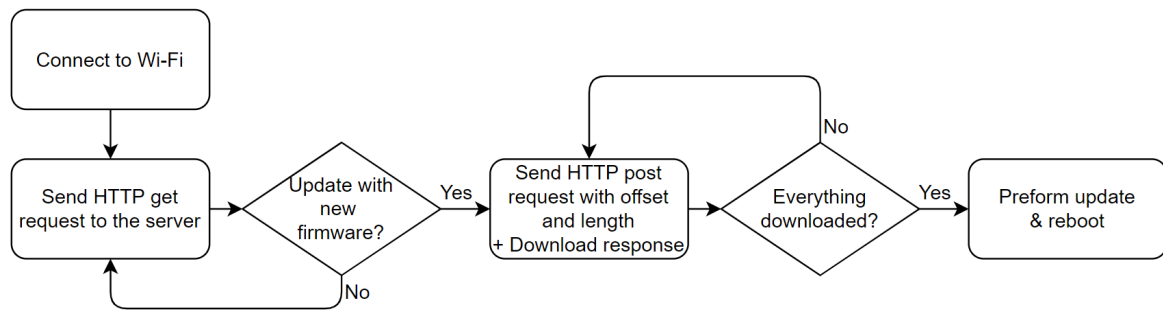 Connect to Wi-Fi
Send HTTP get
request to the server
Update with
new
firmware?
Yes
No
Send HTTP post
request with offset
and length
+ Download response
Everything
downloaded?
No
Yes
Preform update
& reboot